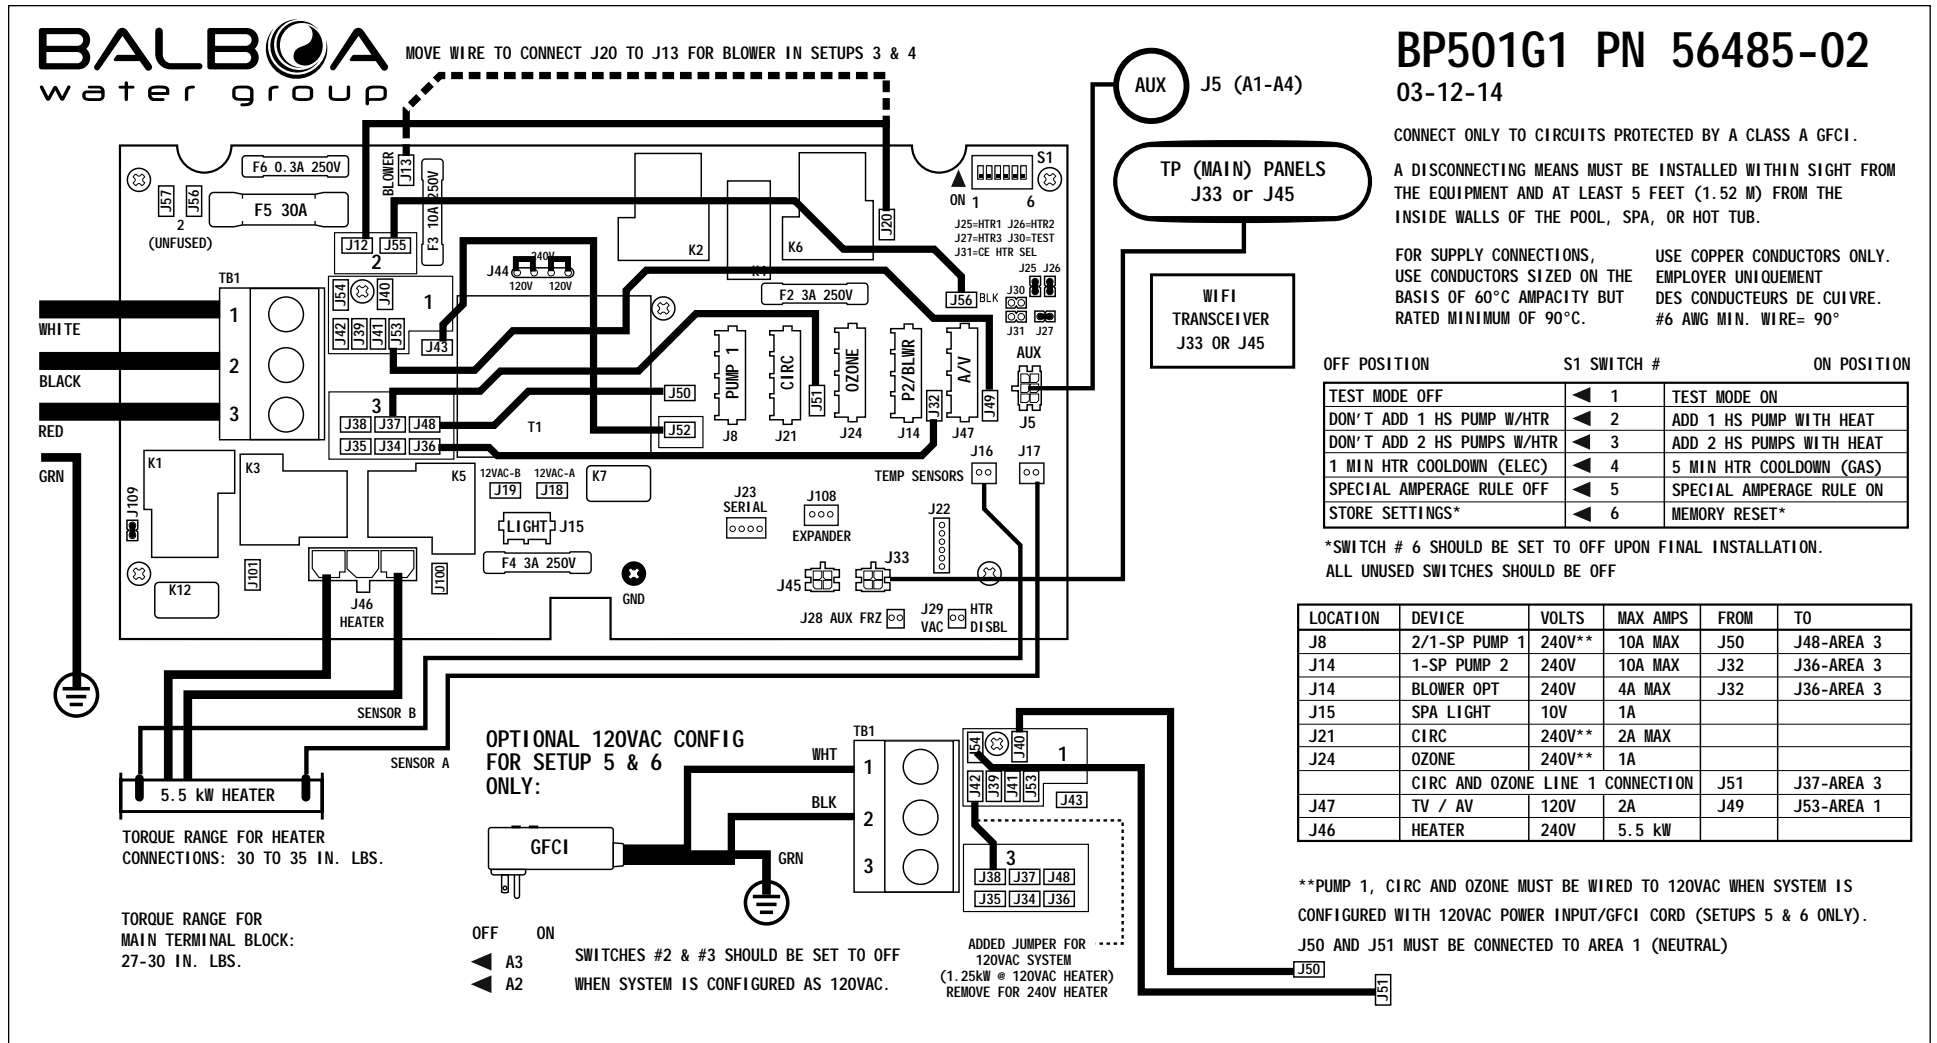 BALBOA
water group
MOVE WIRE TO CONNECT J20 TO J13 FOR BLOWER IN SETUPS 3 & 4
AUX
J5 (A1-A4)
TP (MAIN) PANELS
J33 or J45
WIFI
TRANSCEIVER
J33 OR J45
BP501G1 PN 56485-02
03-12-14
CONNECT ONLY TO CIRCUITS PROTECTED BY A CLASS A GFCI.
A DISCONNECTING MEANS MUST BE INSTALLED WITHIN SIGHT FROM
THE EQUIPMENT AND AT LEAST 5 FEET (1.52 M) FROM THE
INSIDE WALLS OF THE POOL, SPA, OR HOT TUB.
FOR SUPPLY CONNECTIONS,
USE CONDUCTORS SIZED ON THE
BASIS OF 60°C AMPACITY BUT
RATED MINIMUM OF 90°C.
USE COPPER CONDUCTORS ONLY.
EMPLOYER UNIQUEMENT
DES CONDUCTEURS DE CUIVRE.
#6 AWG MIN. WIRE= 90°
OFF POSITION S1 SWITCH # ON POSITION
TEST MODE OFF 1 TEST MODE ON
DON'T ADD 1 HS PUMP W/HTR 2 ADD 1 HS PUMP WITH HEAT
DON'T ADD 2 HS PUMPS W/HTR 3 ADD 2 HS PUMPS WITH HEAT
1 MIN HTR COOLDOWN (ELEC) 4 5 MIN HTR COOLDOWN (GAS)
SPECIAL AMPERAGE RULE OFF 5 SPECIAL AMPERAGE RULE ON
STORE SETTINGS* 6 MEMORY RESET*
*SWITCH # 6 SHOULD BE SET TO OFF UPON FINAL INSTALLATION.
ALL UNUSED SWITCHES SHOULD BE OFF
LOCATION DEVICE VOLTS MAX AMPS FROM TO
J8 2/1-SP PUMP 1 240V** 10A MAX J50 J48-AREA 3
J14 1-SP PUMP 2 240V 10A MAX J32 J36-AREA 3
J14 BLOWER OPT 240V 4A MAX J32 J36-AREA 3
J15 SPA LIGHT 10V 1A
J21 CIRC 240V** 2A MAX
J24 OZONE 240V** 1A
CIRC AND OZONE LINE 1 CONNECTION J51 J37-AREA 3
J47 TV / AV 120V 2A J49 J53-AREA 1
J46 HEATER 240V 5.5 kW
**PUMP 1, CIRC AND OZONE MUST BE WIRED TO 120VAC WHEN SYSTEM IS
CONFIGURED WITH 120VAC POWER INPUT/GFCI CORD (SETUPS 5 & 6 ONLY).
J50 AND J51 MUST BE CONNECTED TO AREA 1 (NEUTRAL)
F6 0.3A 250V
J57
J56
2
(UNFUSED)
F5 30A
BLOWER
J13
F3 10A 250V
J12
J55
2
K2
K6
J20
S1
ON 1 6
J25=HTR1 J26=HTR2
J27=HTR3 J30=TEST
J31=CE HTR SEL
J25 J26
J30
J31 J27
J44
240V
120V 120V
F2 3A 250V
J56 BLK
TB1
1
2
3
WHITE
BLACK
RED
GRN
J54
J40
1
J42
J39
J41
J53
J43
3
J38 J37 J48
J35 J34 J36
T1
J50
J52
PUMP 1
J8
CIRC
J21
J51
OZONE
J24
P2/BLWR
J14
J32
A/V
J47
J49
AUX
J5
K1
K3
K5
12VAC-B
J19
12VAC-A
J18
K7
TEMP SENSORS
J16
J17
J109
LIGHT
J15
F4 3A 250V
J23
SERIAL
J108
EXPANDER
J22
J101
J100
K12
J46
HEATER
GND
J45
J33
J28 AUX FRZ
J29
VAC
HTR
DISBL
SENSOR B
SENSOR A
5.5 kW HEATER
TORQUE RANGE FOR HEATER
CONNECTIONS: 30 TO 35 IN. LBS.
TORQUE RANGE FOR
MAIN TERMINAL BLOCK:
27-30 IN. LBS.
OPTIONAL 120VAC CONFIG
FOR SETUP 5 & 6
ONLY:
GFCI
WHT
BLK
GRN
TB1
1
2
3
J54
J40
1
J42
J39
J41
J53
J43
3
J38 J37 J48
J35 J34 J36
OFF ON
A3
A2
SWITCHES #2 & #3 SHOULD BE SET TO OFF
WHEN SYSTEM IS CONFIGURED AS 120VAC.
ADDED JUMPER FOR
120VAC SYSTEM
(1.25kW @ 120VAC HEATER)
REMOVE FOR 240V HEATER
J50
J51